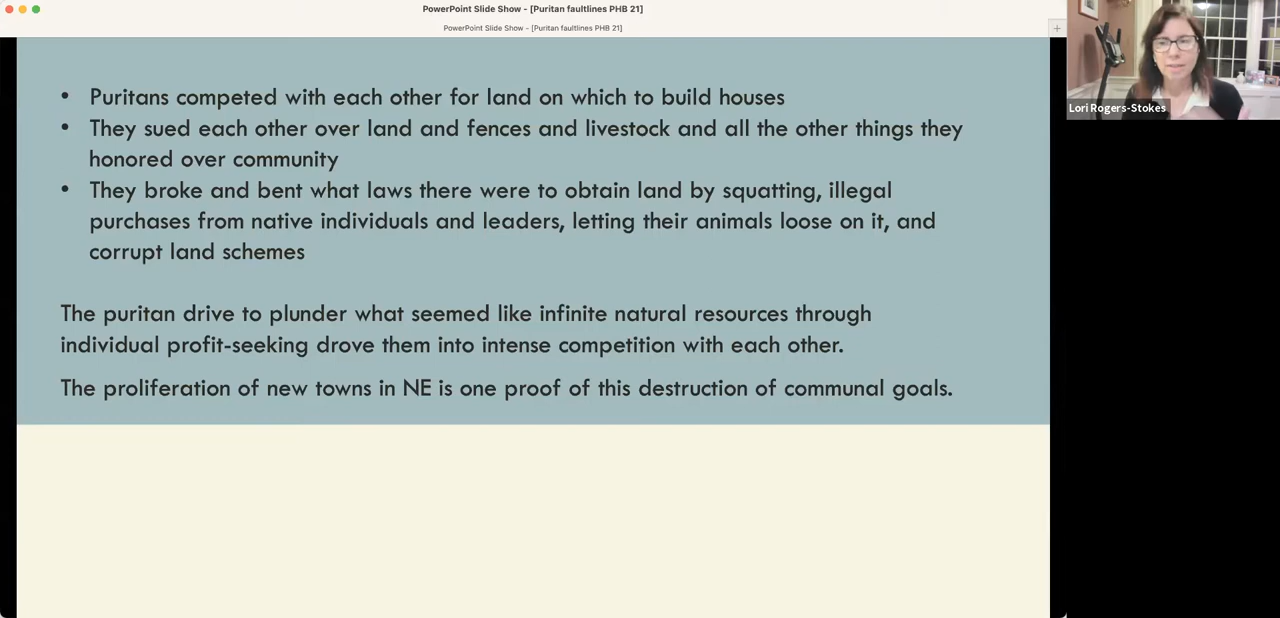 PowerPoint Slide Show - [Puritan faultlines PHB 21]
PowerPoint Slide Show - [Puritan faultlines PHB 21]
+
Lori Rogers-Stokes
• Puritans competed with each other for land on which to build houses
• They sued each other over land and fences and livestock and all the other things they
honored over community
• They broke and bent what laws there were to obtain land by squatting, illegal
purchases from native individuals and leaders, letting their animals loose on it, and
corrupt land schemes
The puritan drive to plunder what seemed like infinite natural resources through
individual profit-seeking drove them into intense competition with each other.
The proliferation of new towns in NE is one proof of this destruction of communal goals.